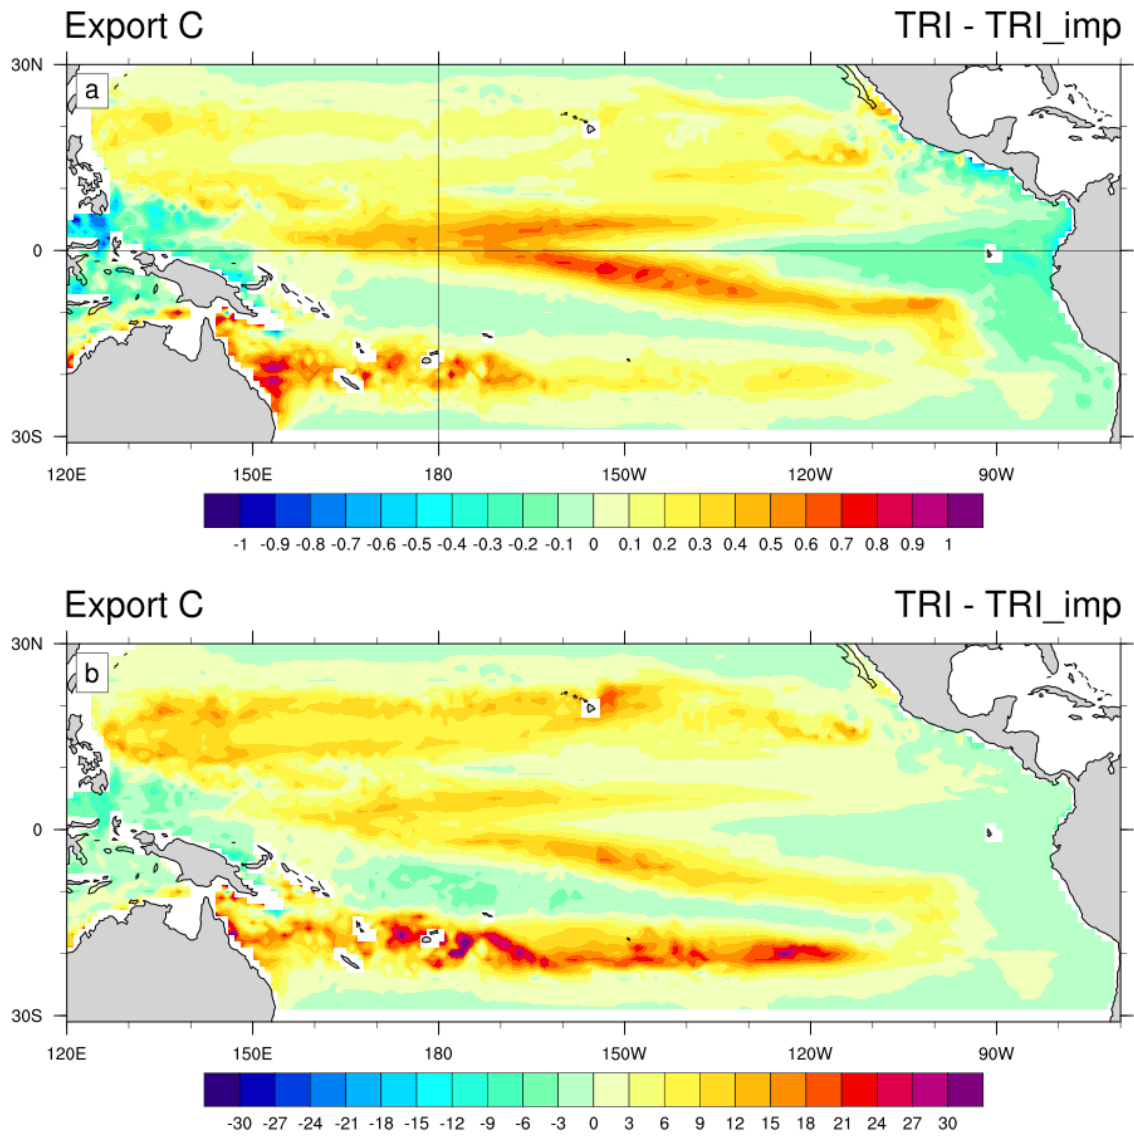 Export C TRI - TRI_imp
30N
a
0
30S
120E 150E 180 150W 120W 90W
-1 -0.9 -0.8 -0.7 -0.6 -0.5 -0.4 -0.3 -0.2 -0.1 0 0.1 0.2 0.3 0.4 0.5 0.6 0.7 0.8 0.9 1
Export C TRI - TRI_imp
30N
b
0
30S
120E 150E 180 150W 120W 90W
-30 -27 -24 -21 -18 -15 -12 -9 -6 -3 0 3 6 9 12 15 18 21 24 27 30